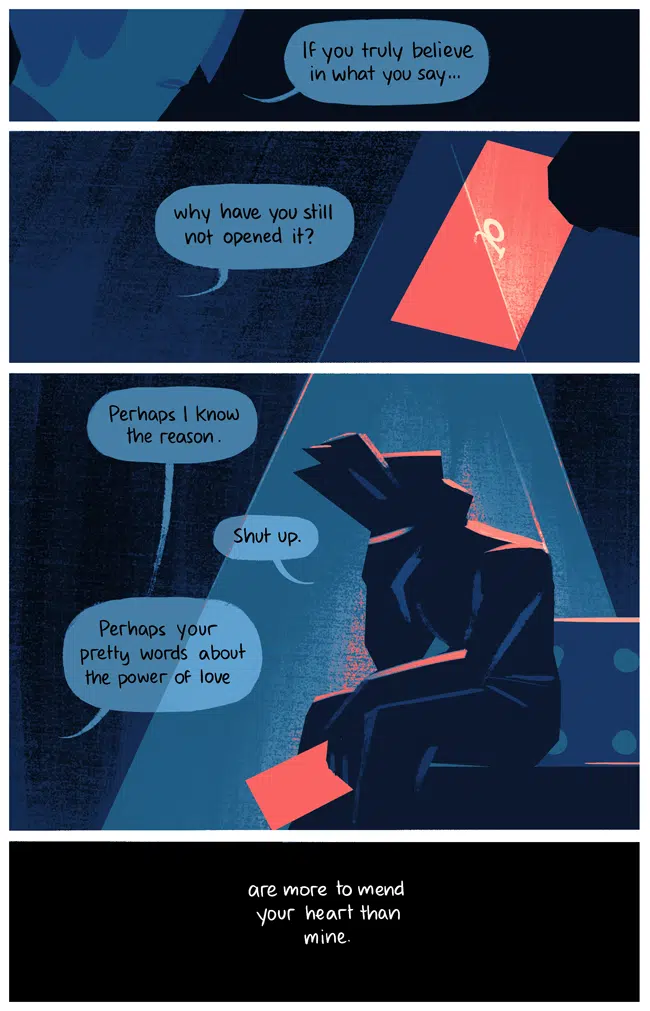 If you truly believe
in what you say...
why have you still
not opened it?
Perhaps I know
the reason.
Shut up.
Perhaps your
pretty words about
the power of love
are more to mend
your heart than
mine.